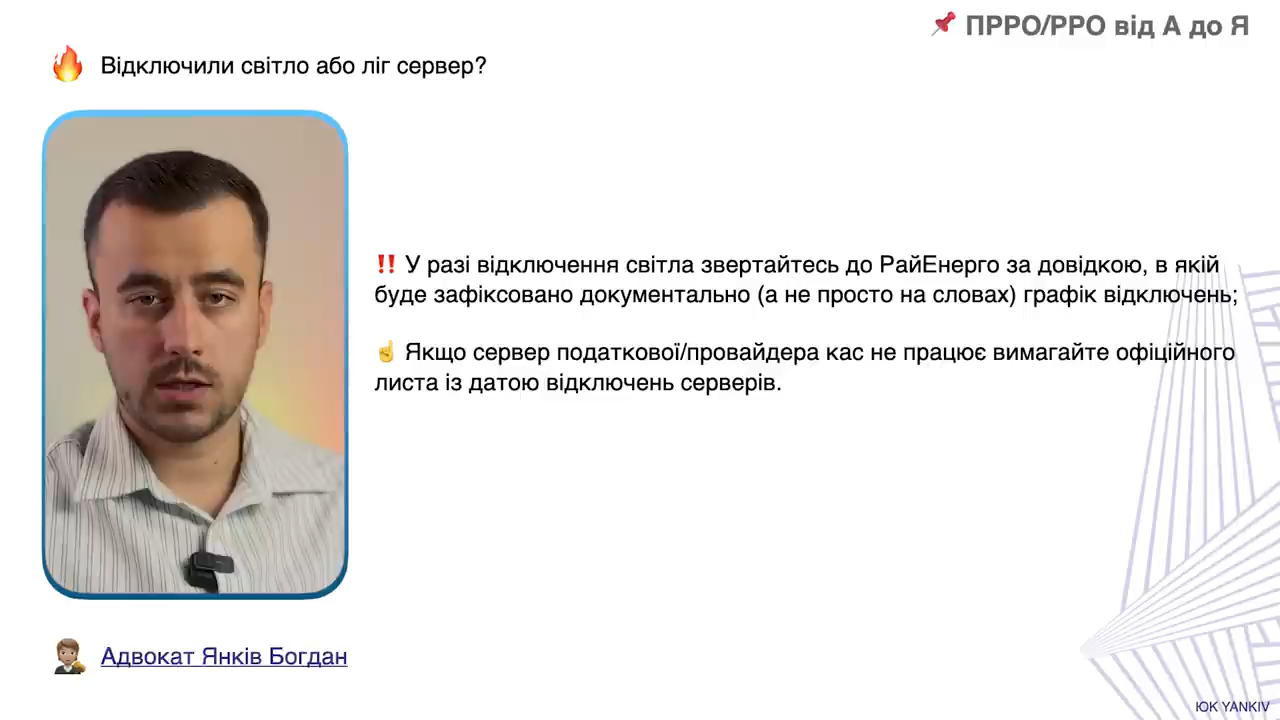 📌 ПРРО/РРО від А до Я
🔥 Відключили світло або ліг сервер?
‼️ У разі відключення світла звертайтесь до РайЕнерго за довідкою, в якій
буде зафіксовано документально (а не просто на словах) графік відключень;
☝️ Якщо сервер податкової/провайдера кас не працює вимагайте офіційного
листа із датою відключень серверів.
Адвокат Янків Богдан
ЮК YANKIV